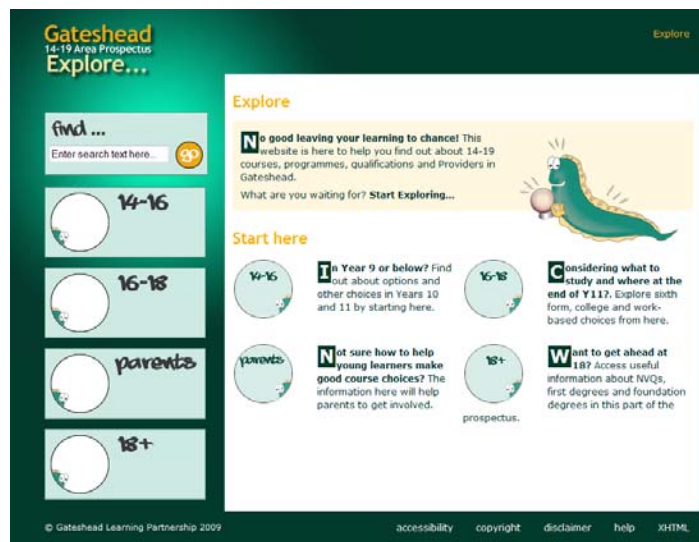 Gateshead
14-19 Area Prospectus
Explore...
Explore
find ...
Enter search text here...
go
14-16
16-18
parents
18+
Explore
No good leaving your learning to chance! This
website is here to help you find out about 14-19
courses, programmes, qualifications and Providers in
Gateshead.
What are you waiting for? Start Exploring...
Start here
14-16
In Year 9 or below? Find
out about options and
other choices in Years 10
and 11 by starting here.
16-18
Considering what to
study and where at the
end of Y11?. Explore sixth
form, college and work-
based choices from here.
parents
Not sure how to help
young learners make
good course choices? The
information here will help
parents to get involved.
18+
Want to get ahead at
18? Access useful
information about NVQs,
first degrees and foundation
degrees in this part of the
prospectus.
© Gateshead Learning Partnership 2009
accessibility copyright disclaimer help XHTML